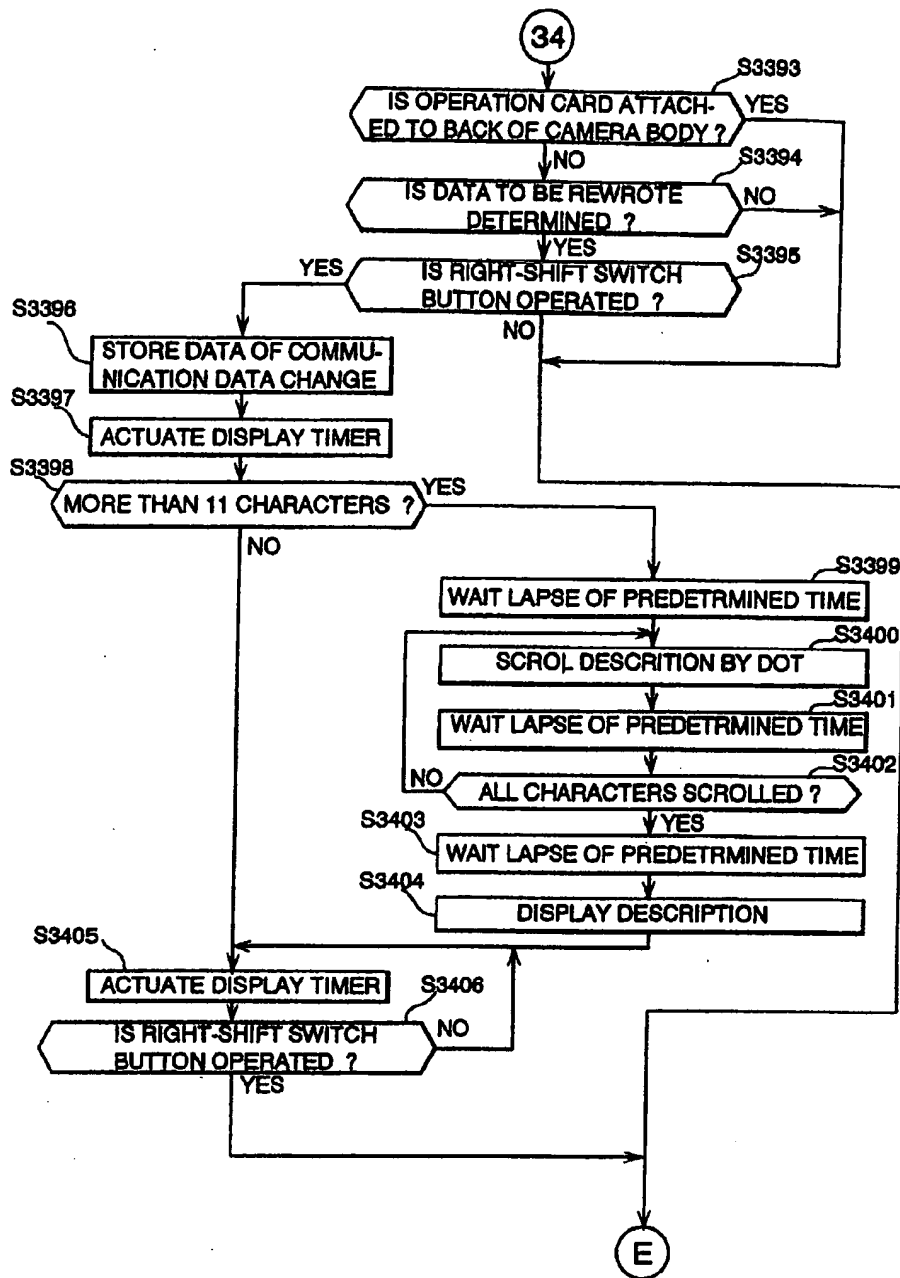 34
S3393
IS OPERATION CARD ATTACH-
ED TO BACK OF CAMERA BODY ?
YES
NO
S3394
IS DATA TO BE REWROTE
DETERMINED ?
NO
YES
S3395
IS RIGHT-SHIFT SWITCH
BUTTON OPERATED ?
YES
NO
S3396
STORE DATA OF COMMU-
NICATION DATA CHANGE
S3397
ACTUATE DISPLAY TIMER
S3398
MORE THAN 11 CHARACTERS ?
YES
NO
S3399
WAIT LAPSE OF PREDETRMINED TIME
S3400
SCROL DESCRITION BY DOT
S3401
WAIT LAPSE OF PREDETRMINED TIME
S3402
NO
ALL CHARACTERS SCROLLED ?
YES
S3403
WAIT LAPSE OF PREDETRMINED TIME
S3404
DISPLAY DESCRIPTION
S3405
ACTUATE DISPLAY TIMER
S3406
IS RIGHT-SHIFT SWITCH
BUTTON OPERATED ?
NO
YES
E